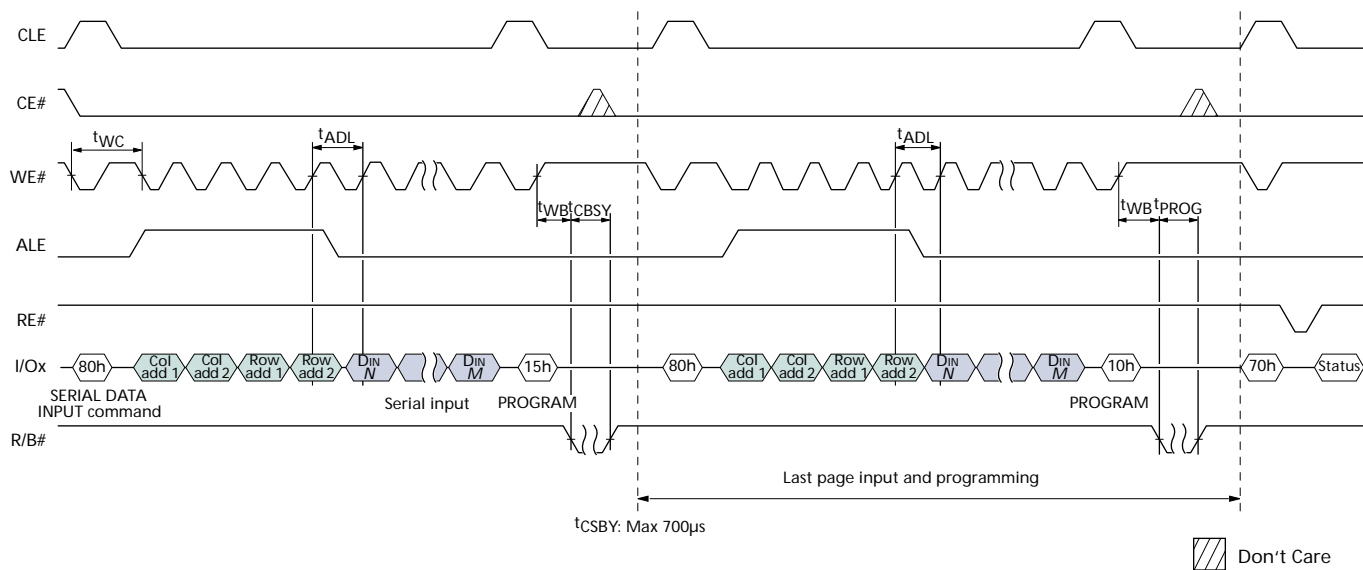 CLE
CE#
tWC
tADL
tADL
WE#
tWB
tCBSY
tWB
tPROG
ALE
RE#
I/Ox
80h
Col add 1
Col add 2
Row add 1
Row add 2
DIN N
DIN M
15h
80h
Col add 1
Col add 2
Row add 1
Row add 2
DIN N
DIN M
10h
70h
Status
SERIAL DATA
INPUT command
Serial input
PROGRAM
PROGRAM
R/B#
Last page input and programming
tCSBY: Max 700µs
Don't Care